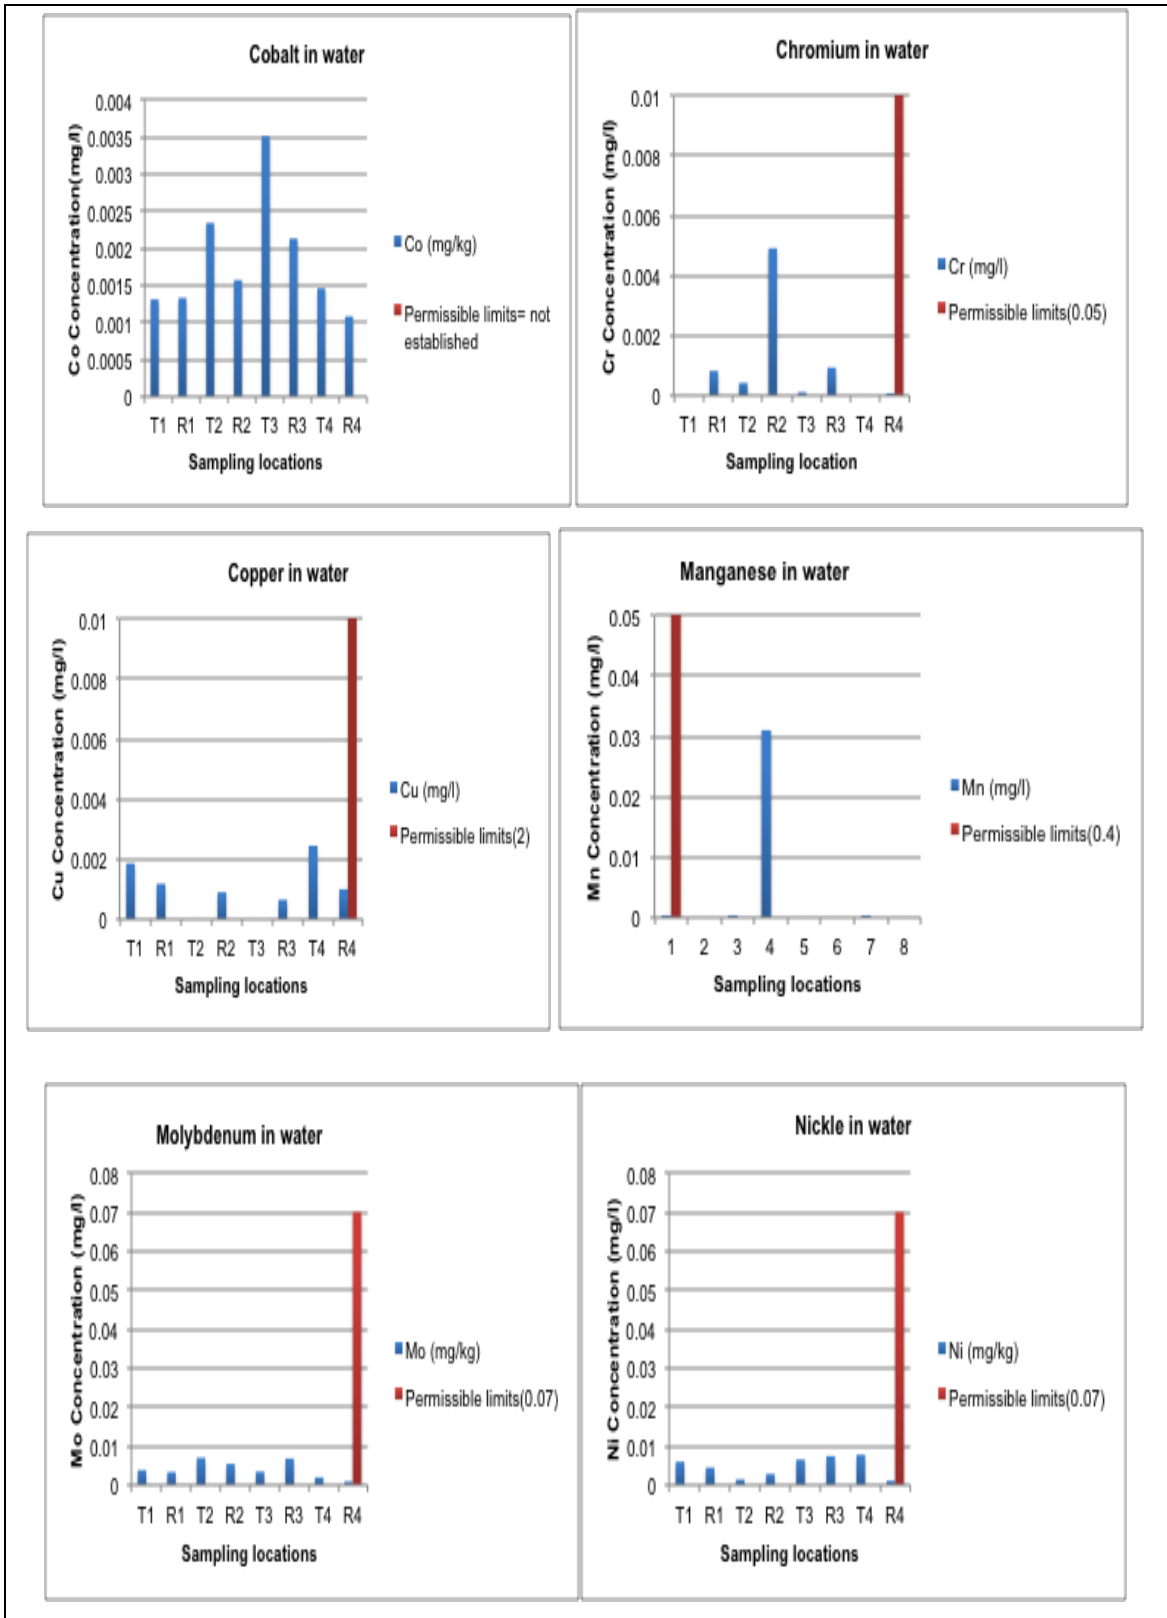 Cobalt in water
Co Concentration(mg/l)
0.004
0.0035
0.003
0.0025
0.002
0.0015
0.001
0.0005
0
T1 R1 T2 R2 T3 R3 T4 R4
Sampling locations
Co (mg/kg)
Permissible limits= not
established
Chromium in water
Cr Concentration (mg/l)
0.01
0.008
0.006
0.004
0.002
0
T1 R1 T2 R2 T3 R3 T4 R4
Sampling location
Cr (mg/l)
Permissible limits(0.05)
Copper in water
Cu Concentration (mg/l)
0.01
0.008
0.006
0.004
0.002
0
T1 R1 T2 R2 T3 R3 T4 R4
Sampling locations
Cu (mg/l)
Permissible limits(2)
Manganese in water
Mn Concentration (mg/l)
0.05
0.04
0.03
0.02
0.01
0
1 2 3 4 5 6 7 8
Sampling locations
Mn (mg/l)
Permissible limits(0.4)
Molybdenum in water
Mo Concentration (mg/l)
0.08
0.07
0.06
0.05
0.04
0.03
0.02
0.01
0
T1 R1 T2 R2 T3 R3 T4 R4
Sampling locations
Mo (mg/kg)
Permissible limits(0.07)
Nickle in water
Ni Concentration (mg/l)
0.08
0.07
0.06
0.05
0.04
0.03
0.02
0.01
0
T1 R1 T2 R2 T3 R3 T4 R4
Sampling locations
Ni (mg/kg)
Permissible limits(0.07)